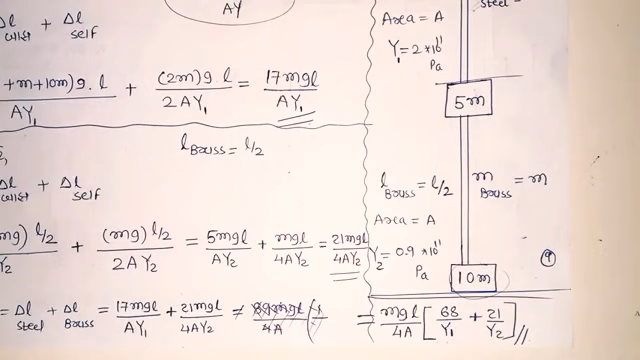 Δl + Δl
self
AY
+m+10m)g.l / AY₁ + (2m)g.l / 2AY₁ = 17mgl / AY₁
l Brass = l/2
Δl + Δl
self
mg) l/2 / Y₂ + (mg) l/2 / 2AY₂ = 5mgl / AY₂ + mgl / 4AY₂ = 21mgl / 4AY₂
= Δl Steel + Δl Brass = 17mgl / AY₁ + 21mgl / 4AY₂ = mgl / 4A [ 68 / Y₁ + 21 / Y₂ ]
Steel
Area = A
Y₁ = 2*10¹¹ Pa
5m
l Brass = l/2
m Brass = m
Area = A
Y₂ = 0.9 *10¹¹ Pa
10m
9